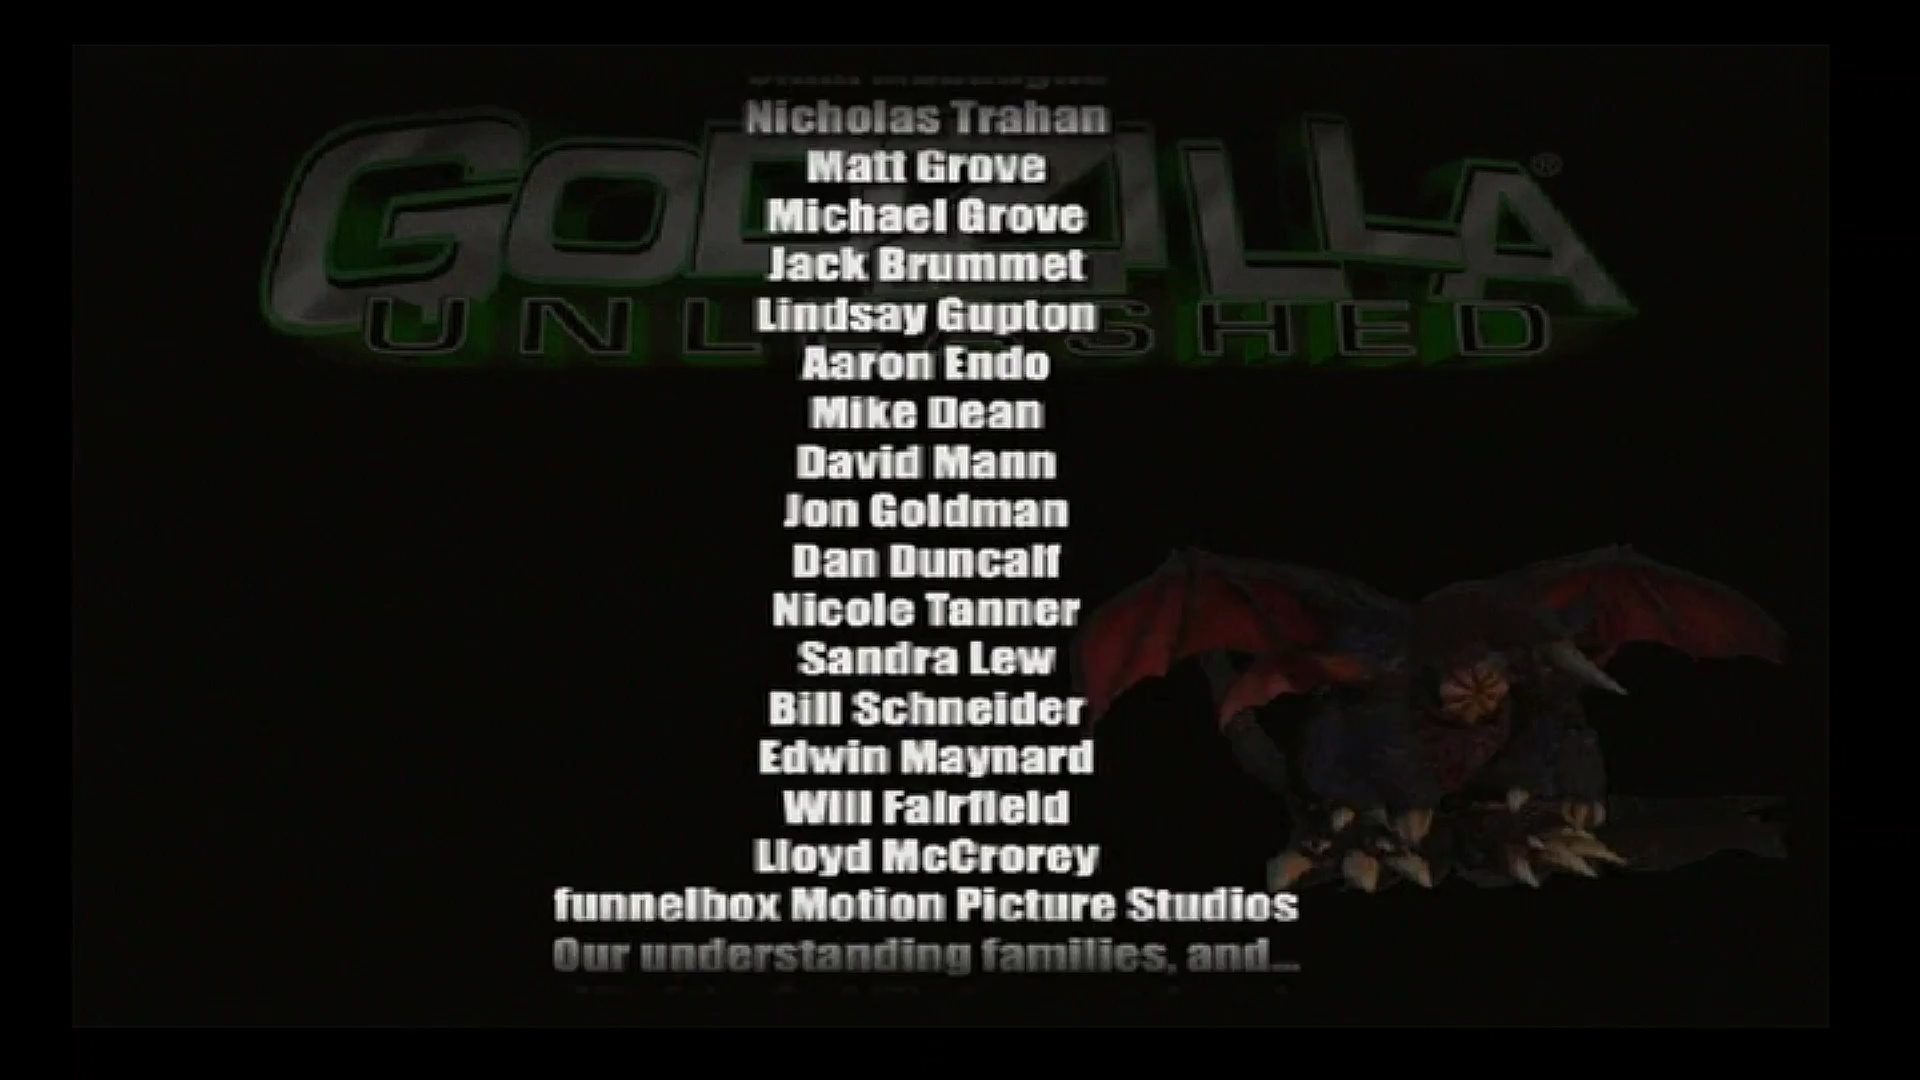 GODZILLA ®
UNLEASHED
Nicholas Trahan
Matt Grove
Michael Grove
Jack Brummet
Lindsay Gupton
Aaron Endo
Mike Dean
David Mann
Jon Goldman
Dan Duncalf
Nicole Tanner
Sandra Lew
Bill Schneider
Edwin Maynard
Will Fairfield
Lloyd McCrorey
funnelbox Motion Picture Studios
Our understanding families, and...